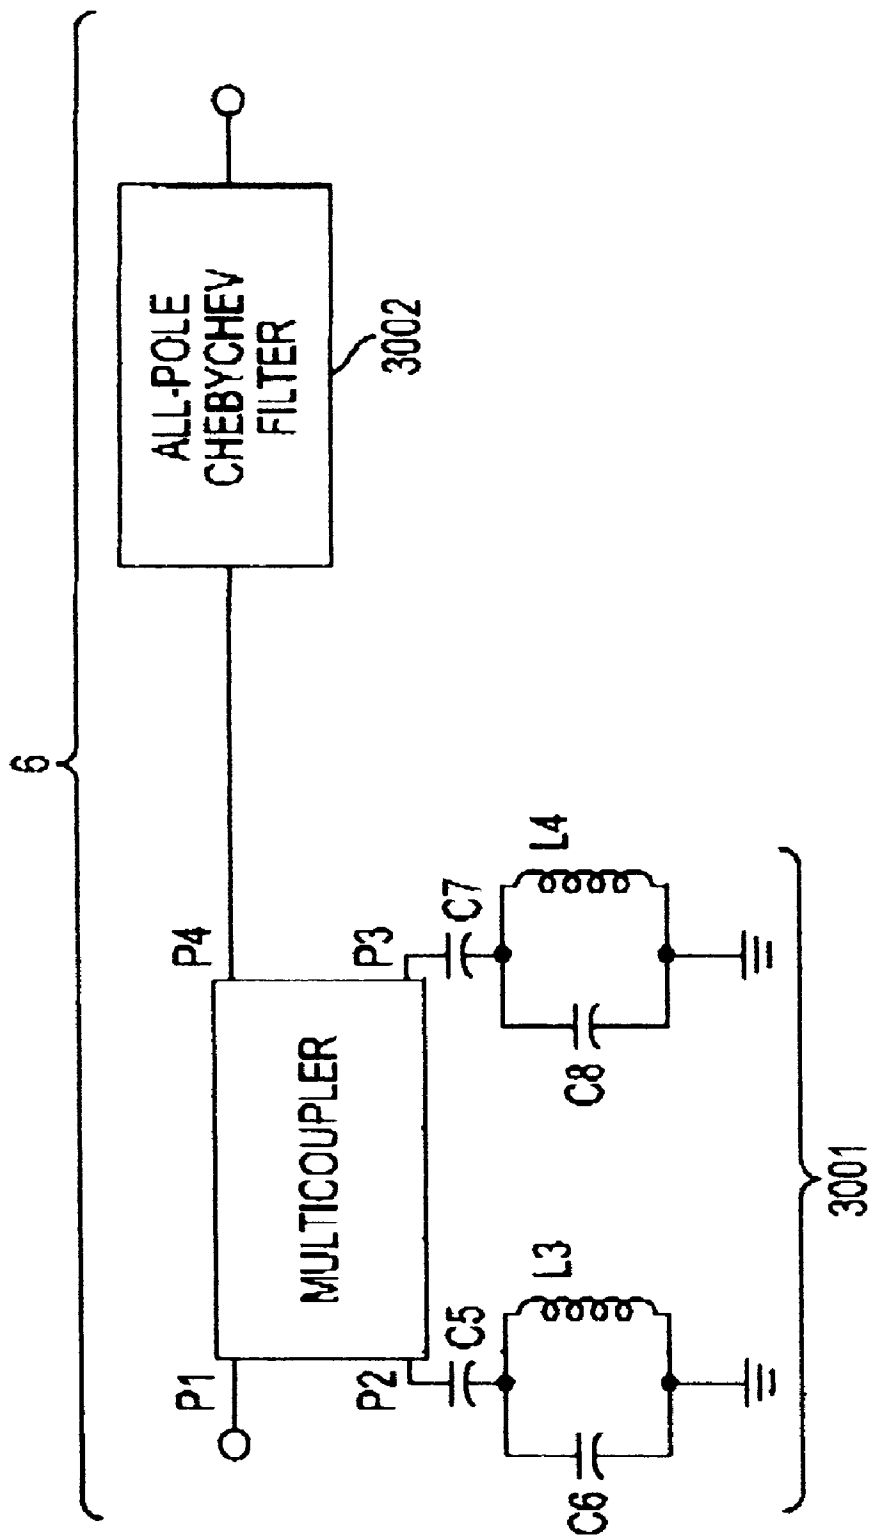 6
P1
P4
MULTICOUPLER
ALL-POLE
CHEBYCHEV
FILTER
3002
P2
P3
C5
C7
C6
L3
C8
L4
3001